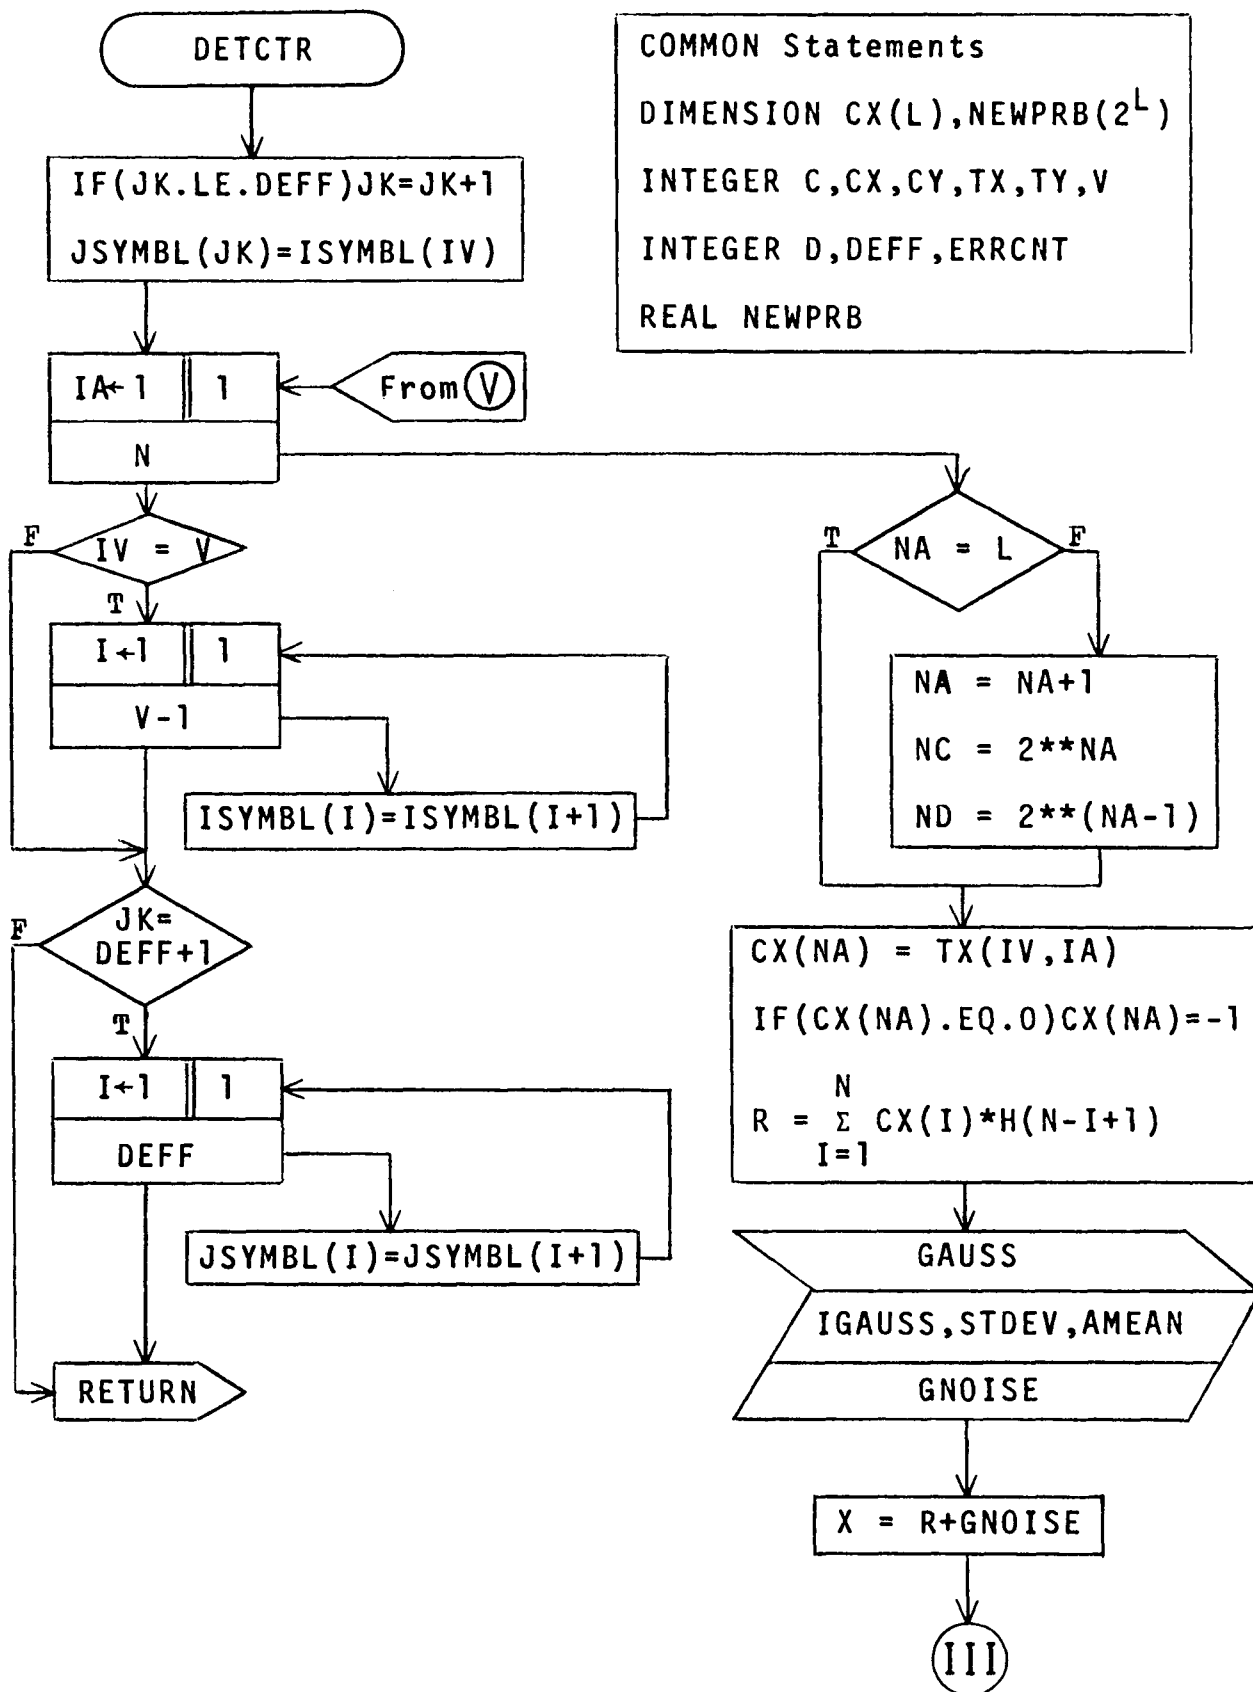 DETCTR
COMMON Statements
DIMENSION CX(L),NEWPRB(2^L)
INTEGER C,CX,CY,TX,TY,V
INTEGER D,DEFF,ERRCNT
REAL NEWPRB
IF(JK.LE.DEFF)JK=JK+1
JSYMBL(JK)=ISYMBL(IV)
IA←1 1
From V
N
F
IV = V
T
I←1 1
V-1
ISYMBL(I)=ISYMBL(I+1)
F
JK=
DEFF+1
T
I←1 1
DEFF
JSYMBL(I)=JSYMBL(I+1)
RETURN
T
NA = L
F
NA = NA+1
NC = 2**NA
ND = 2**(NA-1)
CX(NA) = TX(IV,IA)
IF(CX(NA).EQ.0)CX(NA)=-1
N
R = Σ CX(I)*H(N-I+1)
I=1
GAUSS
IGAUSS,STDEV,AMEAN
GNOISE
X = R+GNOISE
III